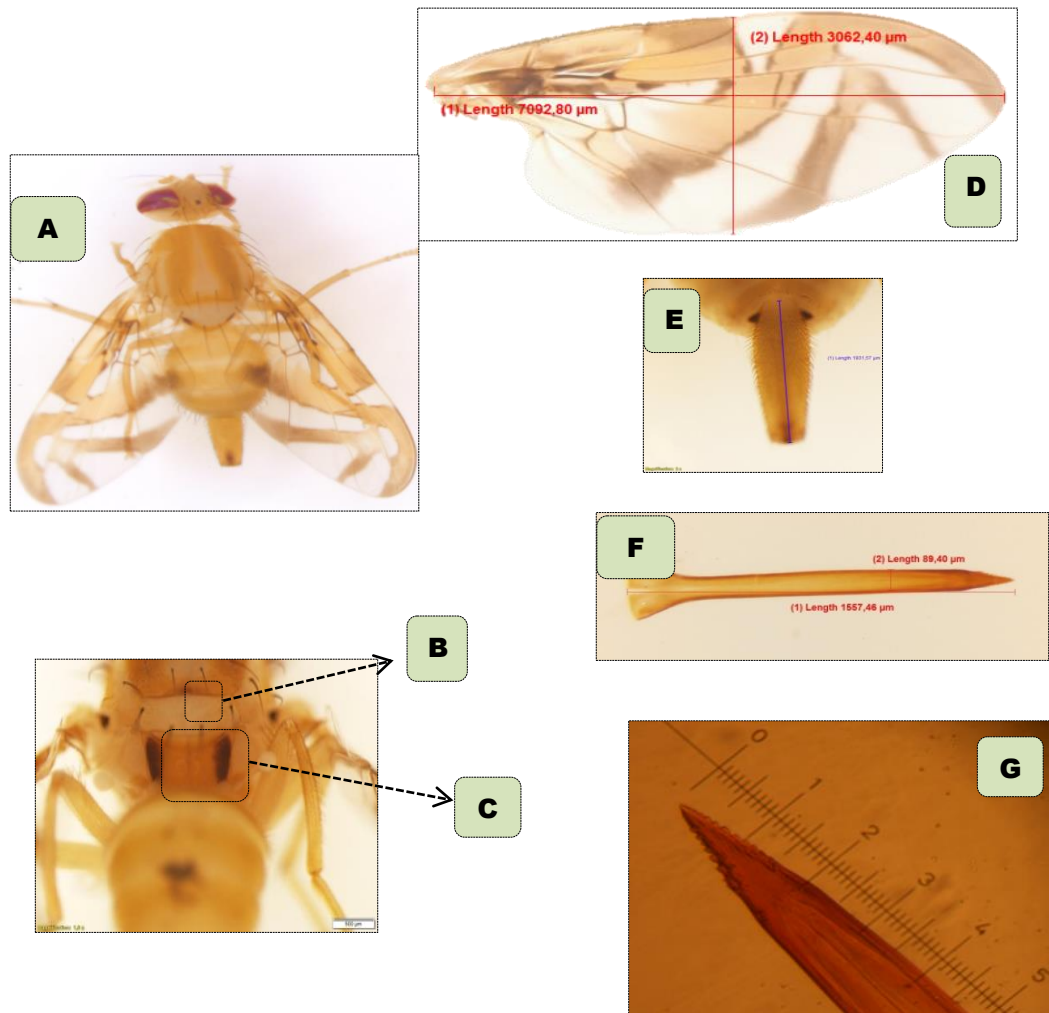 (2) Length 3062,40 µm
(1) Length 7092,80 µm
D
A
E
F
(2) Length 89,40 µm
(1) Length 1557,46 µm
B
C
G
0
1
2
3
4
5